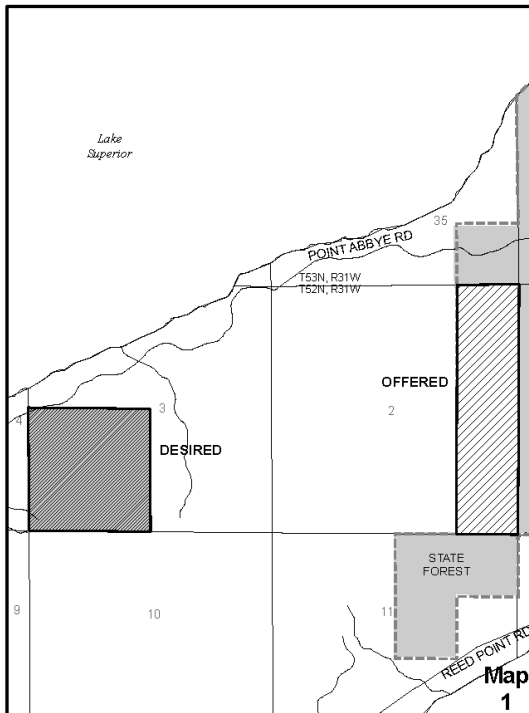 Lake
Superior
35
POINT ABBYE RD
T53N, R31W
T52N, R31W
OFFERED
4
3
2
DESIRED
STATE
FOREST
9
10
11
REED POINT RD
Map
1